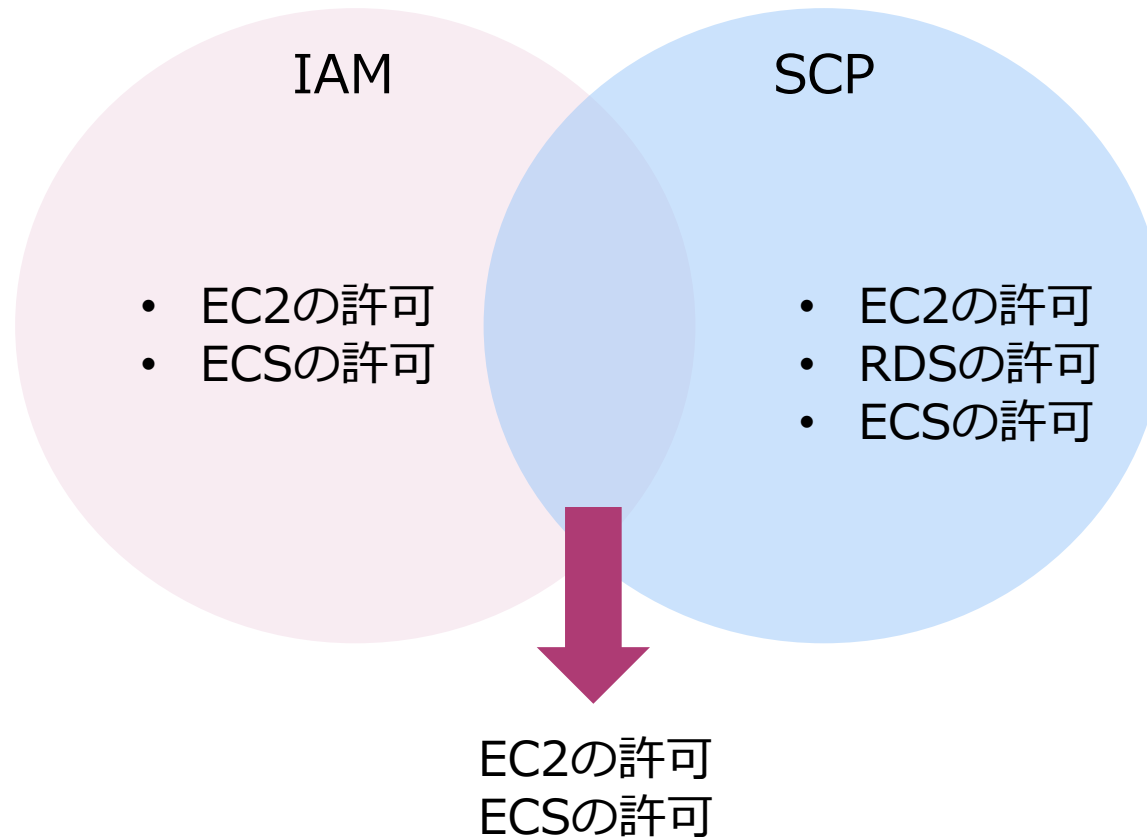 IAM
SCP
• EC2の許可
• ECSの許可
• EC2の許可
• RDSの許可
• ECSの許可
EC2の許可
ECSの許可